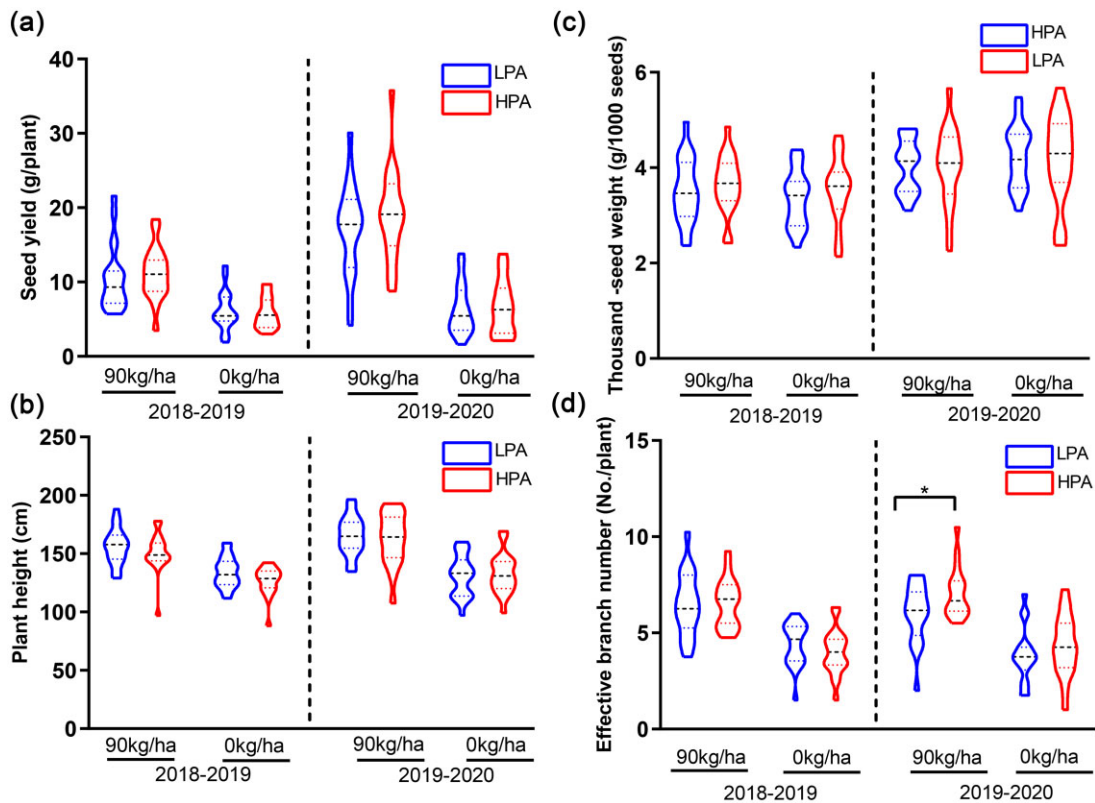 (a)
Seed yield (g/plant)
40
30
20
10
0
LPA
HPA
90kg/ha
0kg/ha
90kg/ha
0kg/ha
2018-2019
2019-2020
(b)
Plant height (cm)
250
200
150
100
50
0
LPA
HPA
90kg/ha
0kg/ha
90kg/ha
0kg/ha
2018-2019
2019-2020
(c)
Thousand -seed weight (g/1000 seeds)
6
4
2
0
HPA
LPA
90kg/ha
0kg/ha
90kg/ha
0kg/ha
2018-2019
2019-2020
(d)
Effective branch number (No./plant)
15
10
5
0
LPA
HPA
*
90kg/ha
0kg/ha
90kg/ha
0kg/ha
2018-2019
2019-2020